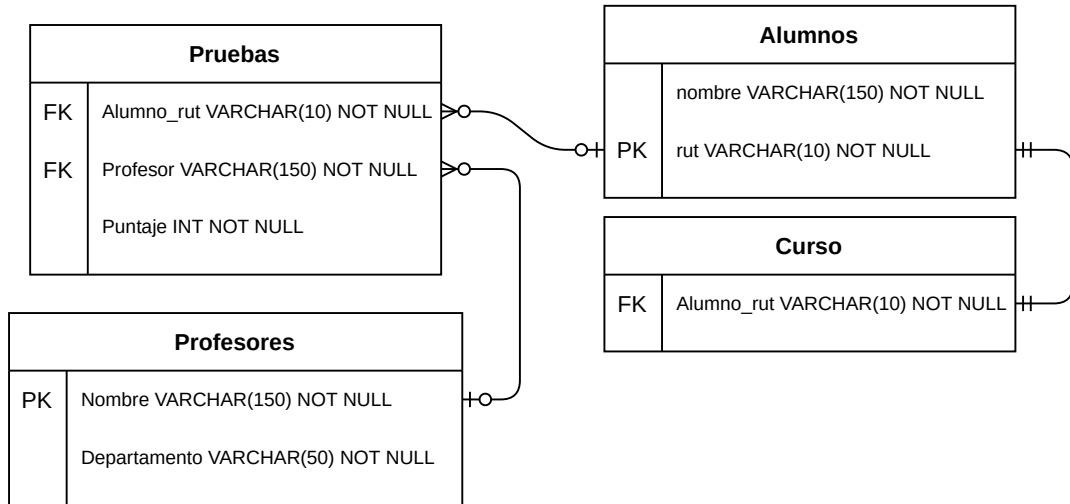 Pruebas
FK Alumno_rut VARCHAR(10) NOT NULL
FK Profesor VARCHAR(150) NOT NULL
Puntaje INT NOT NULL
Alumnos
nombre VARCHAR(150) NOT NULL
PK rut VARCHAR(10) NOT NULL
Curso
FK Alumno_rut VARCHAR(10) NOT NULL
Profesores
PK Nombre VARCHAR(150) NOT NULL
Departamento VARCHAR(50) NOT NULL